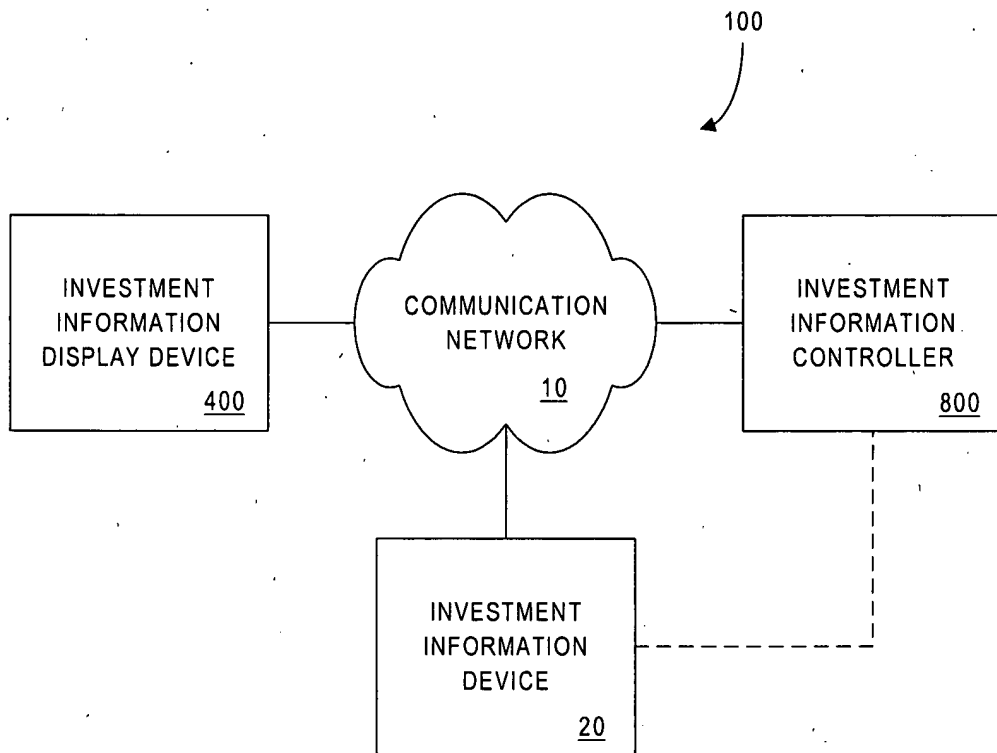 100
INVESTMENT
INFORMATION
DISPLAY DEVICE
400
COMMUNICATION
NETWORK
10
INVESTMENT
INFORMATION
CONTROLLER
800
INVESTMENT
INFORMATION
DEVICE
20